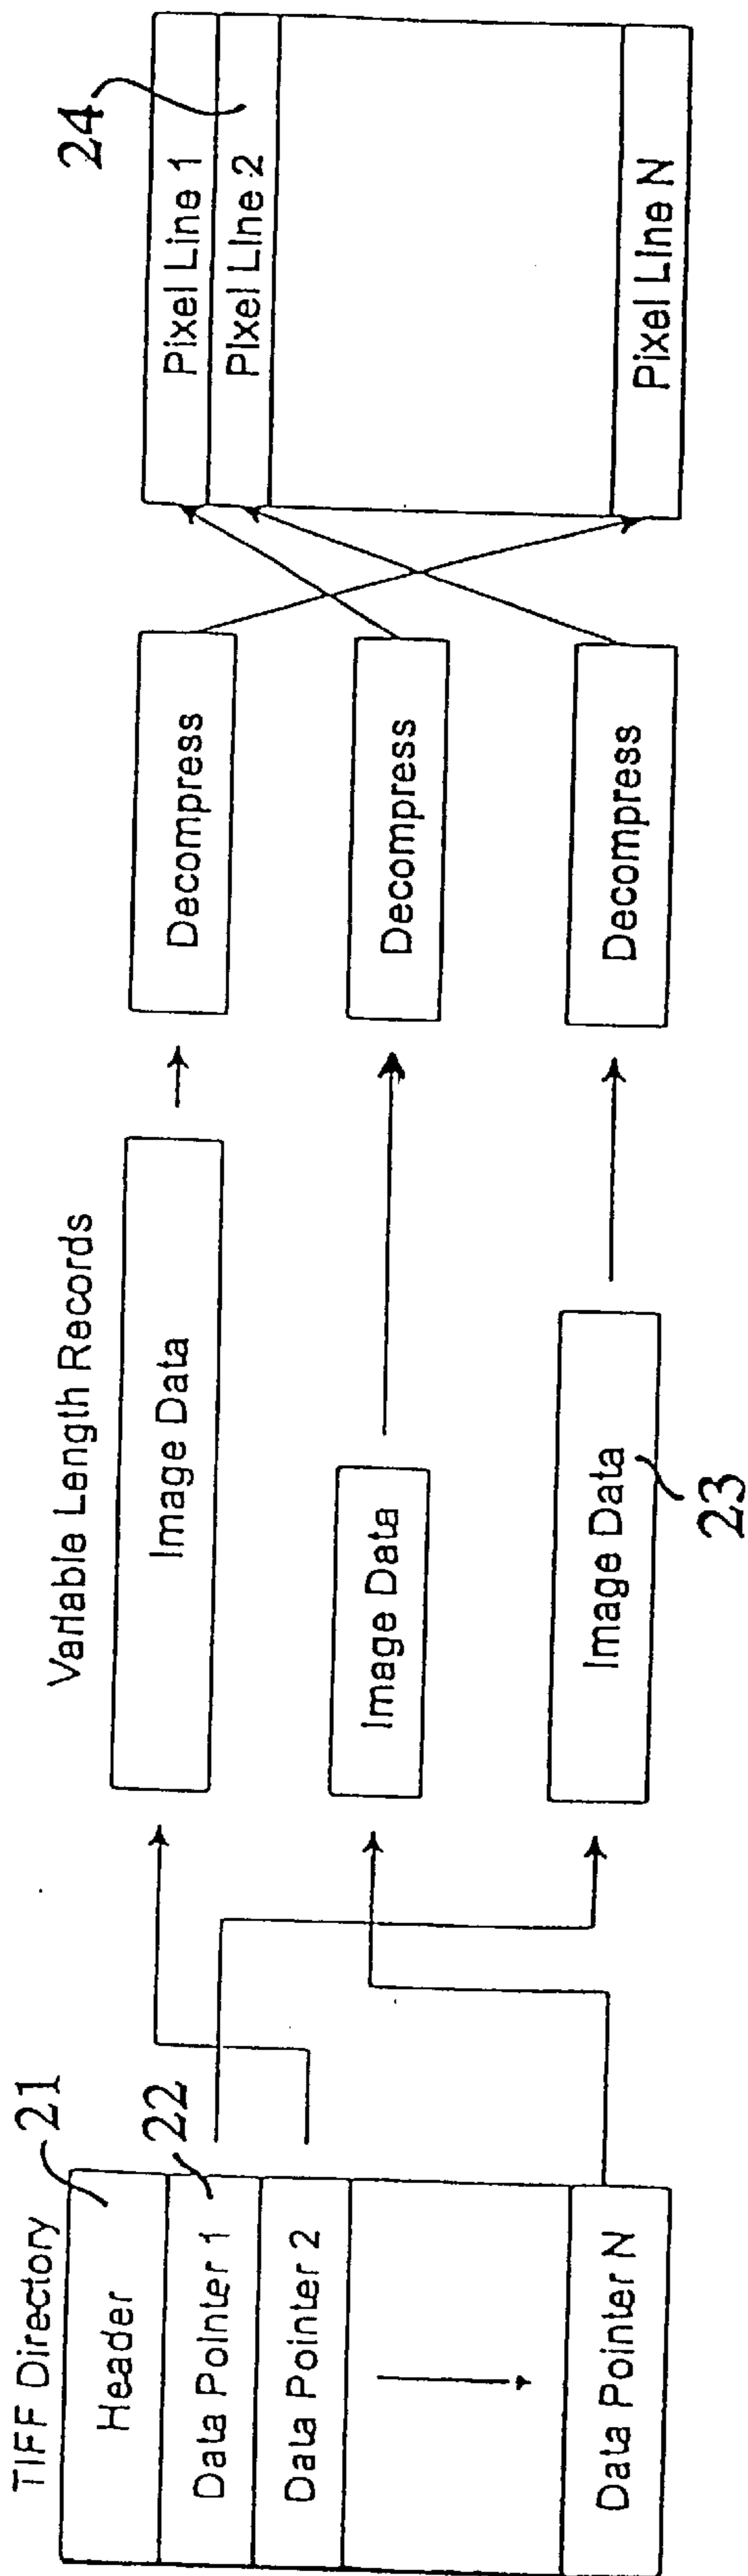 TIFF Directory
21
Header
22
Data Pointer 1
Data Pointer 2
Data Pointer N
Variable Length Records
Image Data
Image Data
Image Data
23
Decompress
Decompress
Decompress
24
Pixel Line 1
Pixel Line 2
Pixel Line N